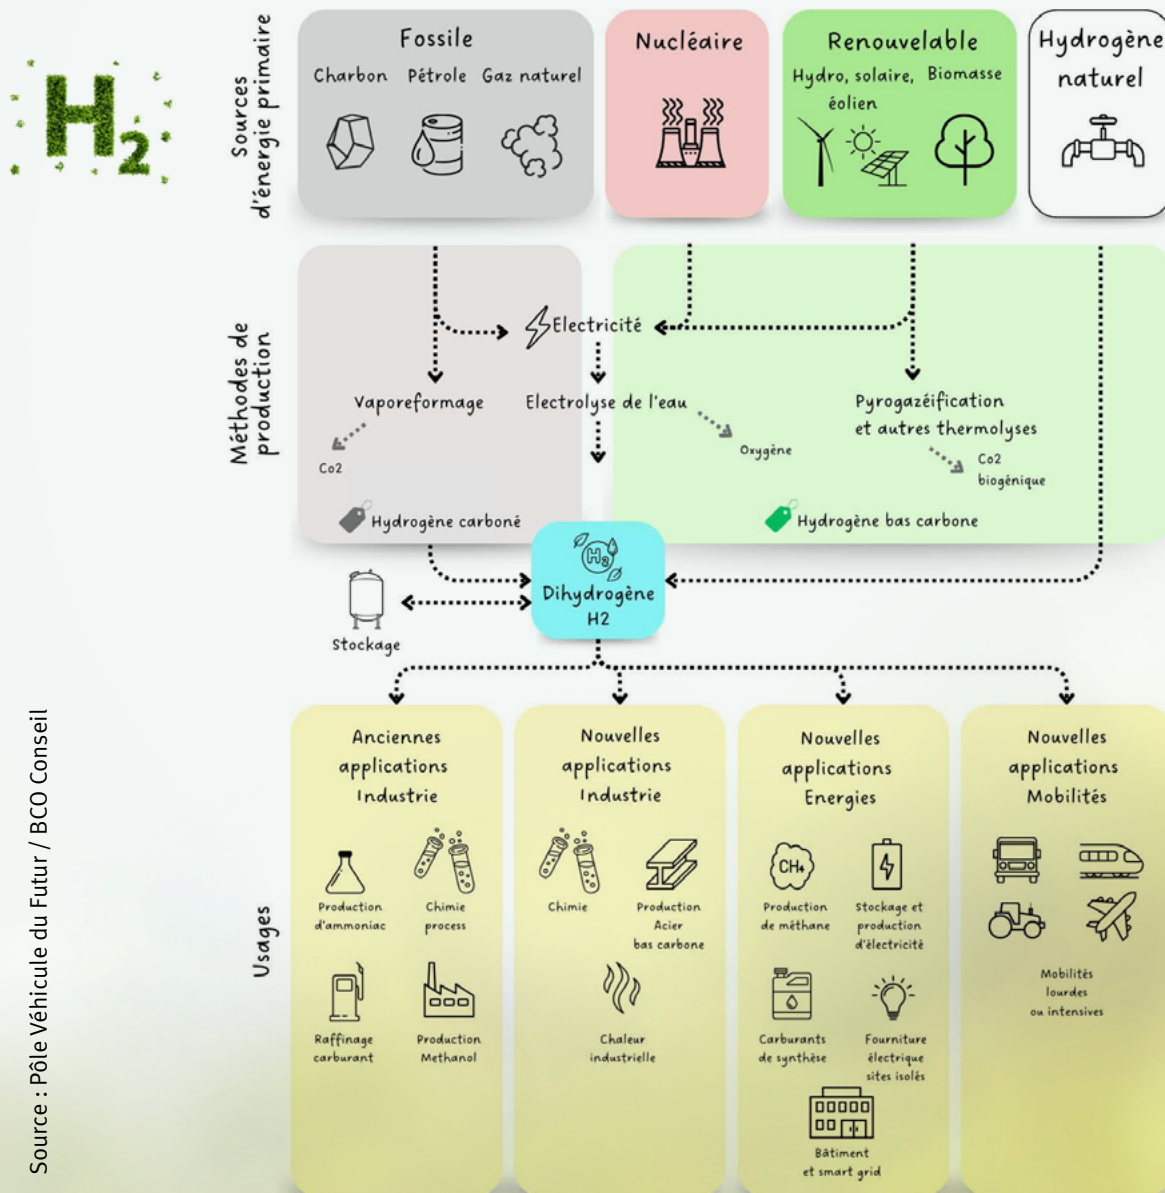 H2
Sources
d'énergie primaire
Fossile
Charbon
Pétrole
Gaz naturel
Nucléaire
Renouvelable
Hydro, solaire,
éolien
Biomasse
Hydrogène
naturel
Méthodes de
production
Electricité
Vaporeformage
Co2
Electrolyse de l'eau
Oxygène
Pyrogazéification
et autres thermolyses
Co2
biogénique
Hydrogène carboné
Hydrogène bas carbone
H2
Dihydrogène
H2
Stockage
Usages
Anciennes
applications
Industrie
Production
d'ammoniac
Chimie
process
Raffinage
carburant
Production
Methanol
Nouvelles
applications
Industrie
Chimie
Production
Acier
bas carbone
Chaleur
industrielle
Nouvelles
applications
Energies
CH4
Production
de méthane
Stockage et
production
d'électricité
Carburants
de synthèse
Fourniture
électrique
sites isolés
Bâtiment
et smart grid
Nouvelles
applications
Mobilités
Mobilités
lourdes
ou intensives
Source : Pôle Véhicule du Futur / BCO Conseil